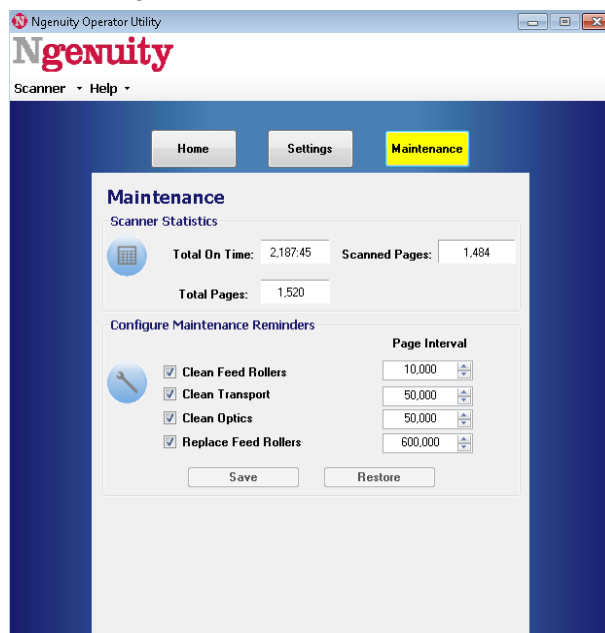 Ngenuity Operator Utility
Ngenuity
Scanner Help
Home Settings Maintenance
Maintenance
Scanner Statistics
Total On Time: 2,187:45 Scanned Pages: 1,484
Total Pages: 1,520
Configure Maintenance Reminders
Page Interval
Clean Feed Rollers 10,000
Clean Transport 50,000
Clean Optics 50,000
Replace Feed Rollers 600,000
Save Restore